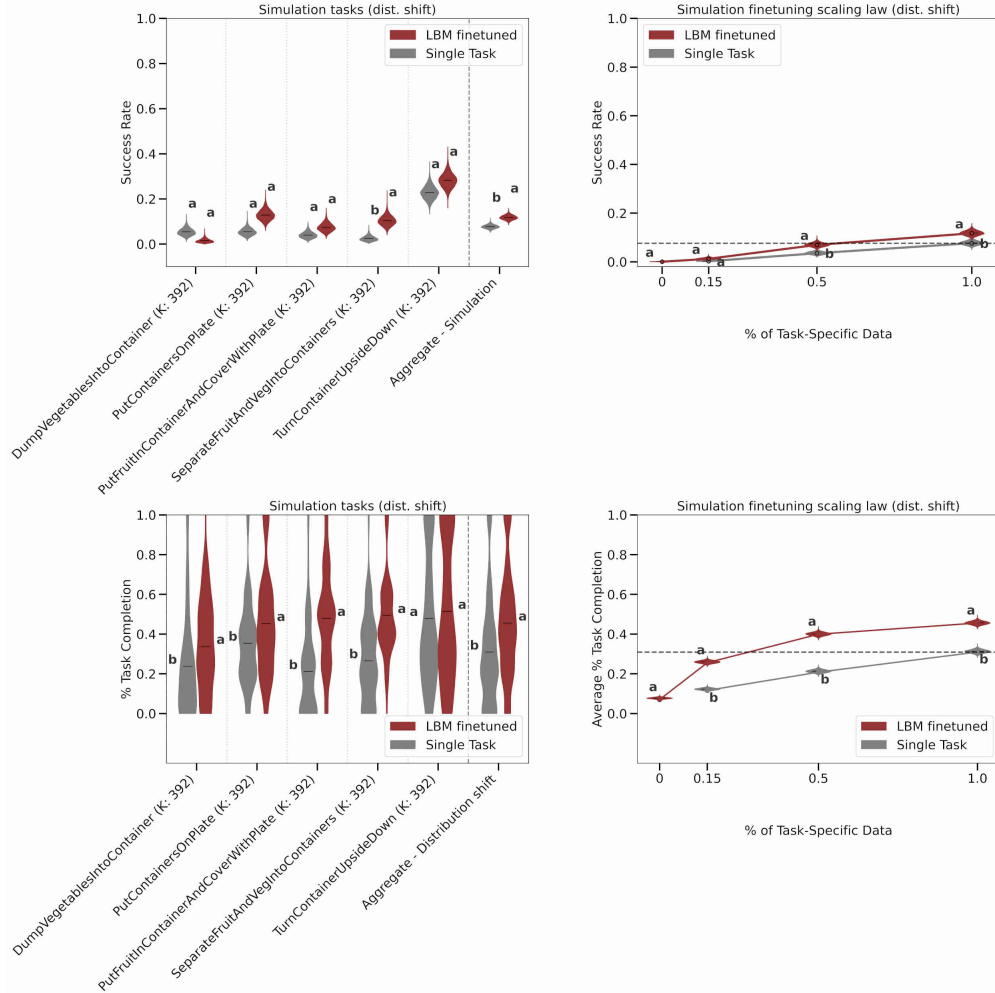 Simulation tasks (dist. shift)
Success Rate
1.0
0.8
0.6
0.4
0.2
0.0
LBM finetuned
Single Task
a
a
a
a
a
a
b
a
a
a
b
a
DumpVegetablesIntoContainer (K: 392)
PutContainersOnPlate (K: 392)
PutFruitInContainerAndCoverWithPlate (K: 392)
SeparateFruitAndVegIntoContainers (K: 392)
TurnContainerUpsideDown (K: 392)
Aggregate - Simulation
Simulation finetuning scaling law (dist. shift)
Success Rate
1.0
0.8
0.6
0.4
0.2
0.0
LBM finetuned
Single Task
a
a
a
a
b
a
b
0
0.15
0.5
1.0
% of Task-Specific Data
Simulation tasks (dist. shift)
% Task Completion
1.0
0.8
0.6
0.4
0.2
0.0
b
a
b
a
b
a
b
a
a
a
b
a
LBM finetuned
Single Task
DumpVegetablesIntoContainer (K: 392)
PutContainersOnPlate (K: 392)
PutFruitInContainerAndCoverWithPlate (K: 392)
SeparateFruitAndVegIntoContainers (K: 392)
TurnContainerUpsideDown (K: 392)
Aggregate - Distribution shift
Simulation finetuning scaling law (dist. shift)
Average % Task Completion
1.0
0.8
0.6
0.4
0.2
0.0
a
a
b
a
b
a
b
LBM finetuned
Single Task
0
0.15
0.5
1.0
% of Task-Specific Data